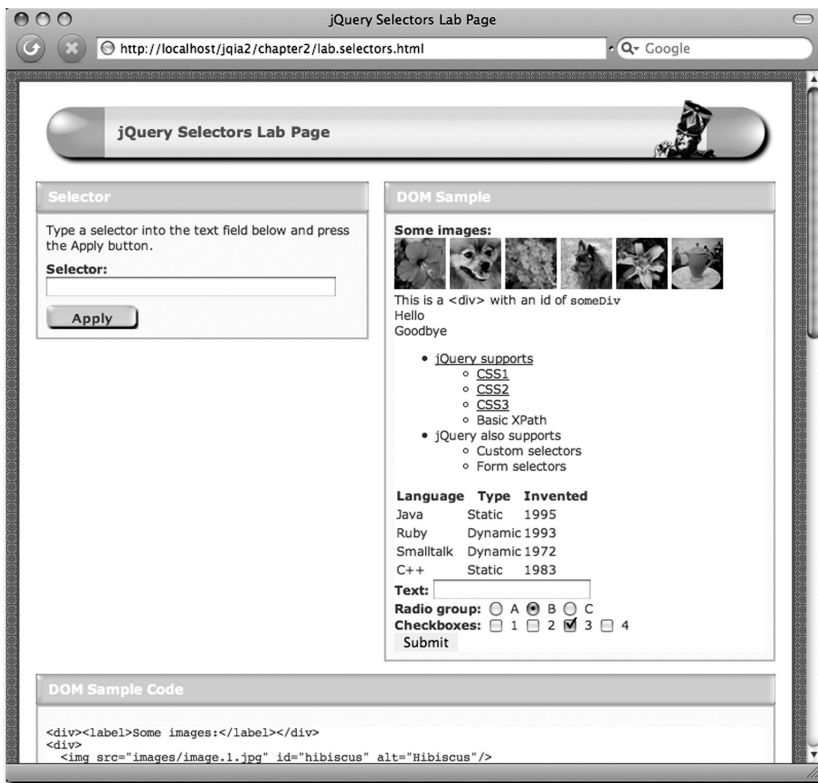 jQuery Selectors Lab Page
http://localhost/jqia2/chapter2/lab.selectors.html
Google
jQuery Selectors Lab Page
Selector
Type a selector into the text field below and press
the Apply button.
Selector:
Apply
DOM Sample
Some images:
This is a <div> with an id of someDiv
Hello
Goodbye
jQuery supports
CSS1
CSS2
CSS3
Basic XPath
jQuery also supports
Custom selectors
Form selectors
Language Type Invented
Java Static 1995
Ruby Dynamic 1993
Smalltalk Dynamic 1972
C++ Static 1983
Text:
Radio group: A B C
Checkboxes: 1 2 3 4
Submit
DOM Sample Code
<div><label>Some images:</label></div>
<div>
<img src="images/image.1.jpg" id="hibiscus" alt="Hibiscus"/>